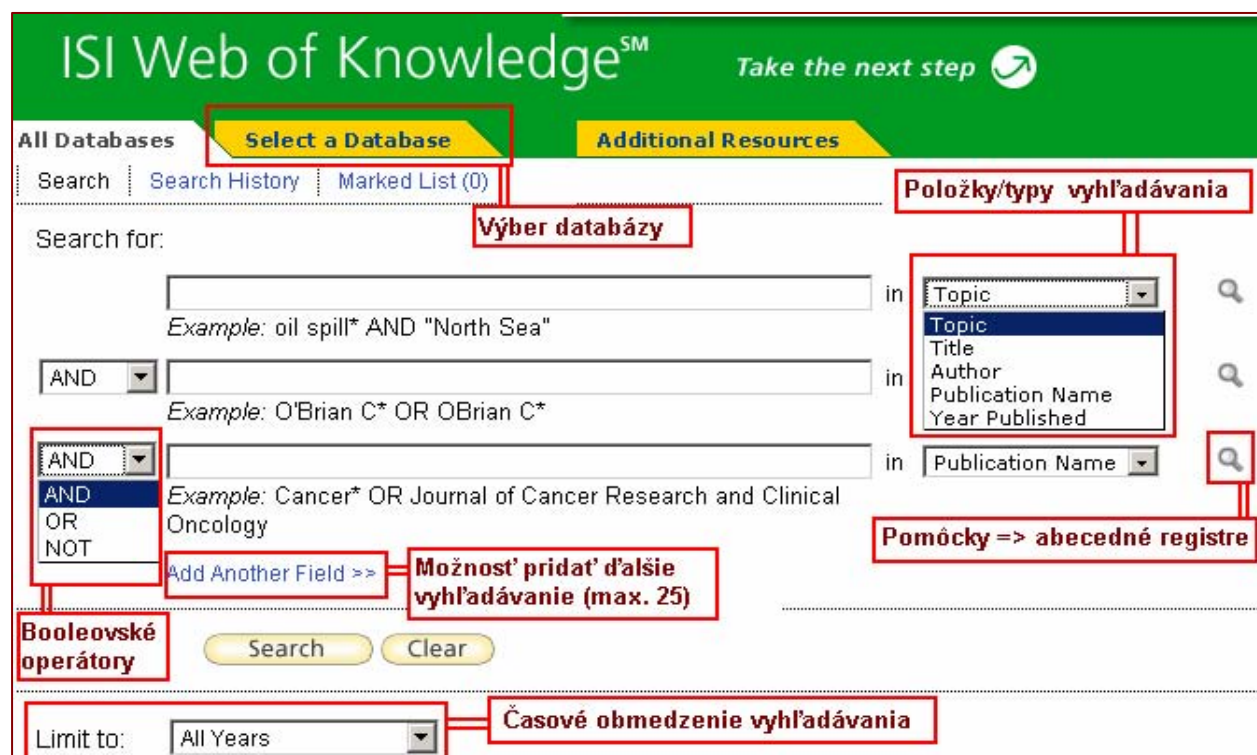 ISI Web of Knowledge℠
Take the next step
All Databases
Select a Database
Additional Resources
Search
Search History
Marked List (0)
Položky/typy vyhľadávania
Výber databázy
Search for:
in
Topic
Example: oil spill* AND "North Sea"
Topic
Title
Author
Publication Name
Year Published
AND
in
Example: O'Brian C* OR OBrian C*
AND
in
Publication Name
AND
OR
NOT
Example: Cancer* OR Journal of Cancer Research and Clinical
Oncology
Pomôcky => abecedné registre
Add Another Field >>
Možnosť pridať ďalšie
vyhľadávanie (max. 25)
Booleovské
operátory
Search
Clear
Časové obmedzenie vyhľadávania
Limit to:
All Years